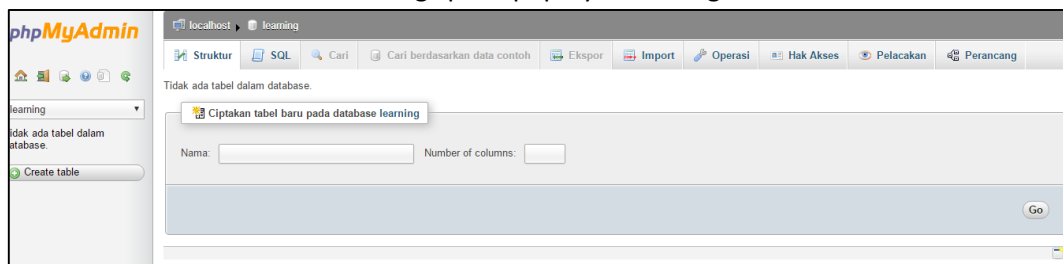 phpMyAdmin
localhost ▸ learning
Struktur SQL Cari Cari berdasarkan data contoh Ekspor Import Operasi Hak Akses Pelacakan Perancang
Tidak ada tabel dalam database.
learning
idak ada tabel dalam
atabase.
Create table
Ciptakan tabel baru pada database learning
Nama: Number of columns:
Go